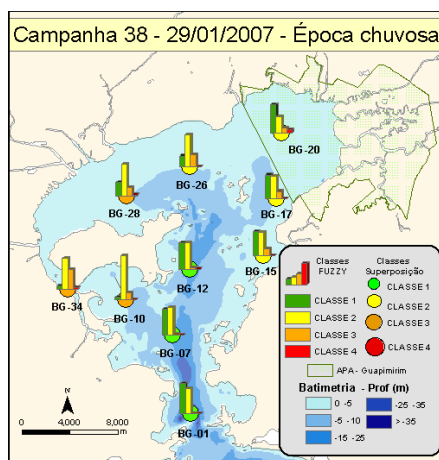 Campanha 38 - 29/01/2007 - Época chuvosa
BG-20
BG-26
BG-28
BG-17
BG-15
BG-12
BG-34
BG-10
BG-07
BG-01
N
0 4,000 8,000
m
Classes
FUZZY
Classes
Superposição
CLASSE 1
CLASSE 2
CLASSE 3
CLASSE 4
CLASSE 1
CLASSE 2
CLASSE 3
CLASSE 4
APA - Guapimirim
Batimetria - Prof (m)
0 -5
-5 -10
-15 -25
-25 -35
>-35